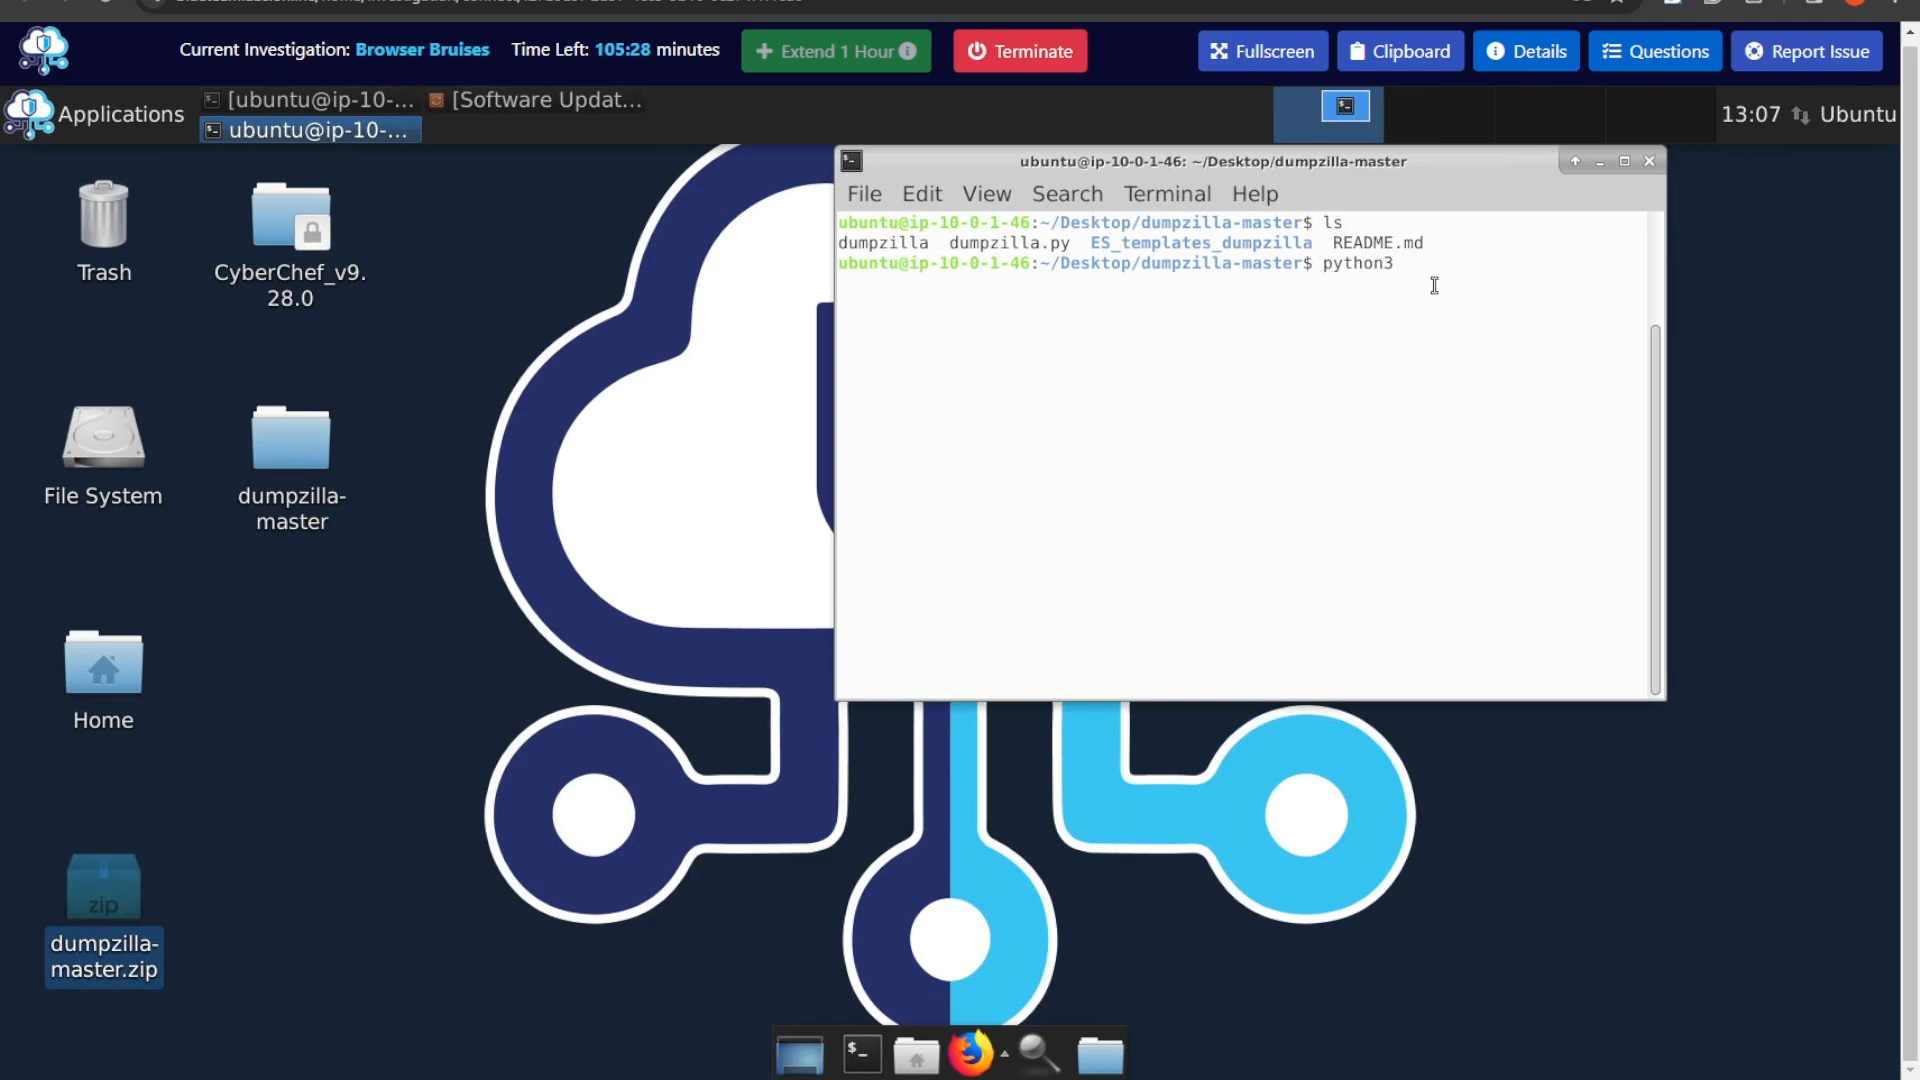 Current Investigation: Browser Bruises Time Left: 105:28 minutes Extend 1 Hour Terminate Fullscreen Clipboard Details Questions Report Issue
Applications [ubuntu@ip-10-... [Software Updat... 13:07 Ubuntu
ubuntu@ip-10-...
ubuntu@ip-10-0-1-46: ~/Desktop/dumpzilla-master
File Edit View Search Terminal Help
ubuntu@ip-10-0-1-46:~/Desktop/dumpzilla-master$ ls
dumpzilla dumpzilla.py ES_templates_dumpzilla README.md
ubuntu@ip-10-0-1-46:~/Desktop/dumpzilla-master$ python3
Trash
CyberChef_v9.
28.0
File System
dumpzilla-
master
Home
zip
dumpzilla-
master.zip
$_